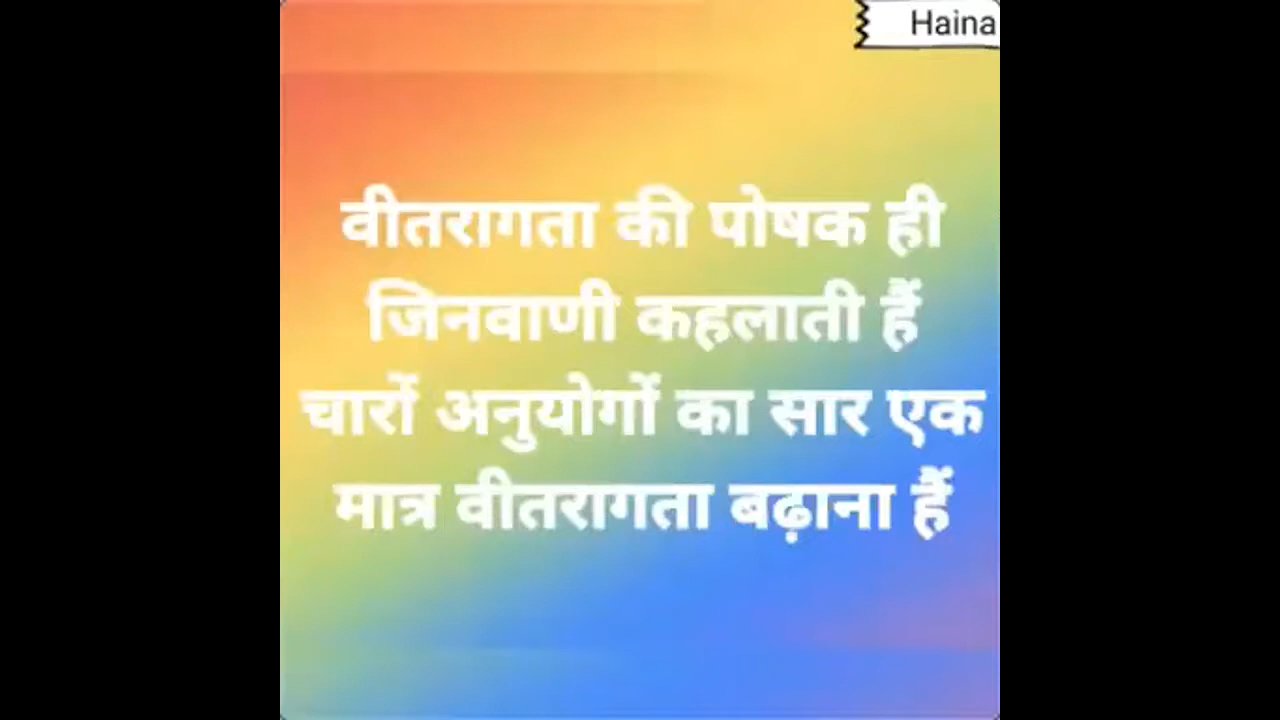 Haina
वीतरागता की पोषक ही
जिनवाणी कहलाती हैं
चारों अनुयोगों का सार एक
मात्र वीतरागता बढ़ाना हैं